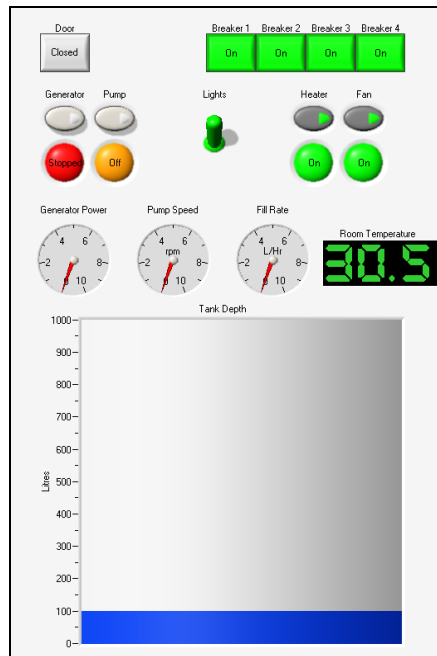 Door
Closed
Breaker 1 Breaker 2 Breaker 3 Breaker 4
On On On On
Generator Pump Lights Heater Fan
Stopped Off On On
Generator Power Pump Speed Fill Rate Room Temperature
0 2 4 6 8 10
rpm 0 2 4 6 8 10
L/Hr 0 2 4 6 8 10
30.5
Tank Depth
Litres
1000
900
800
700
600
500
400
300
200
100
0